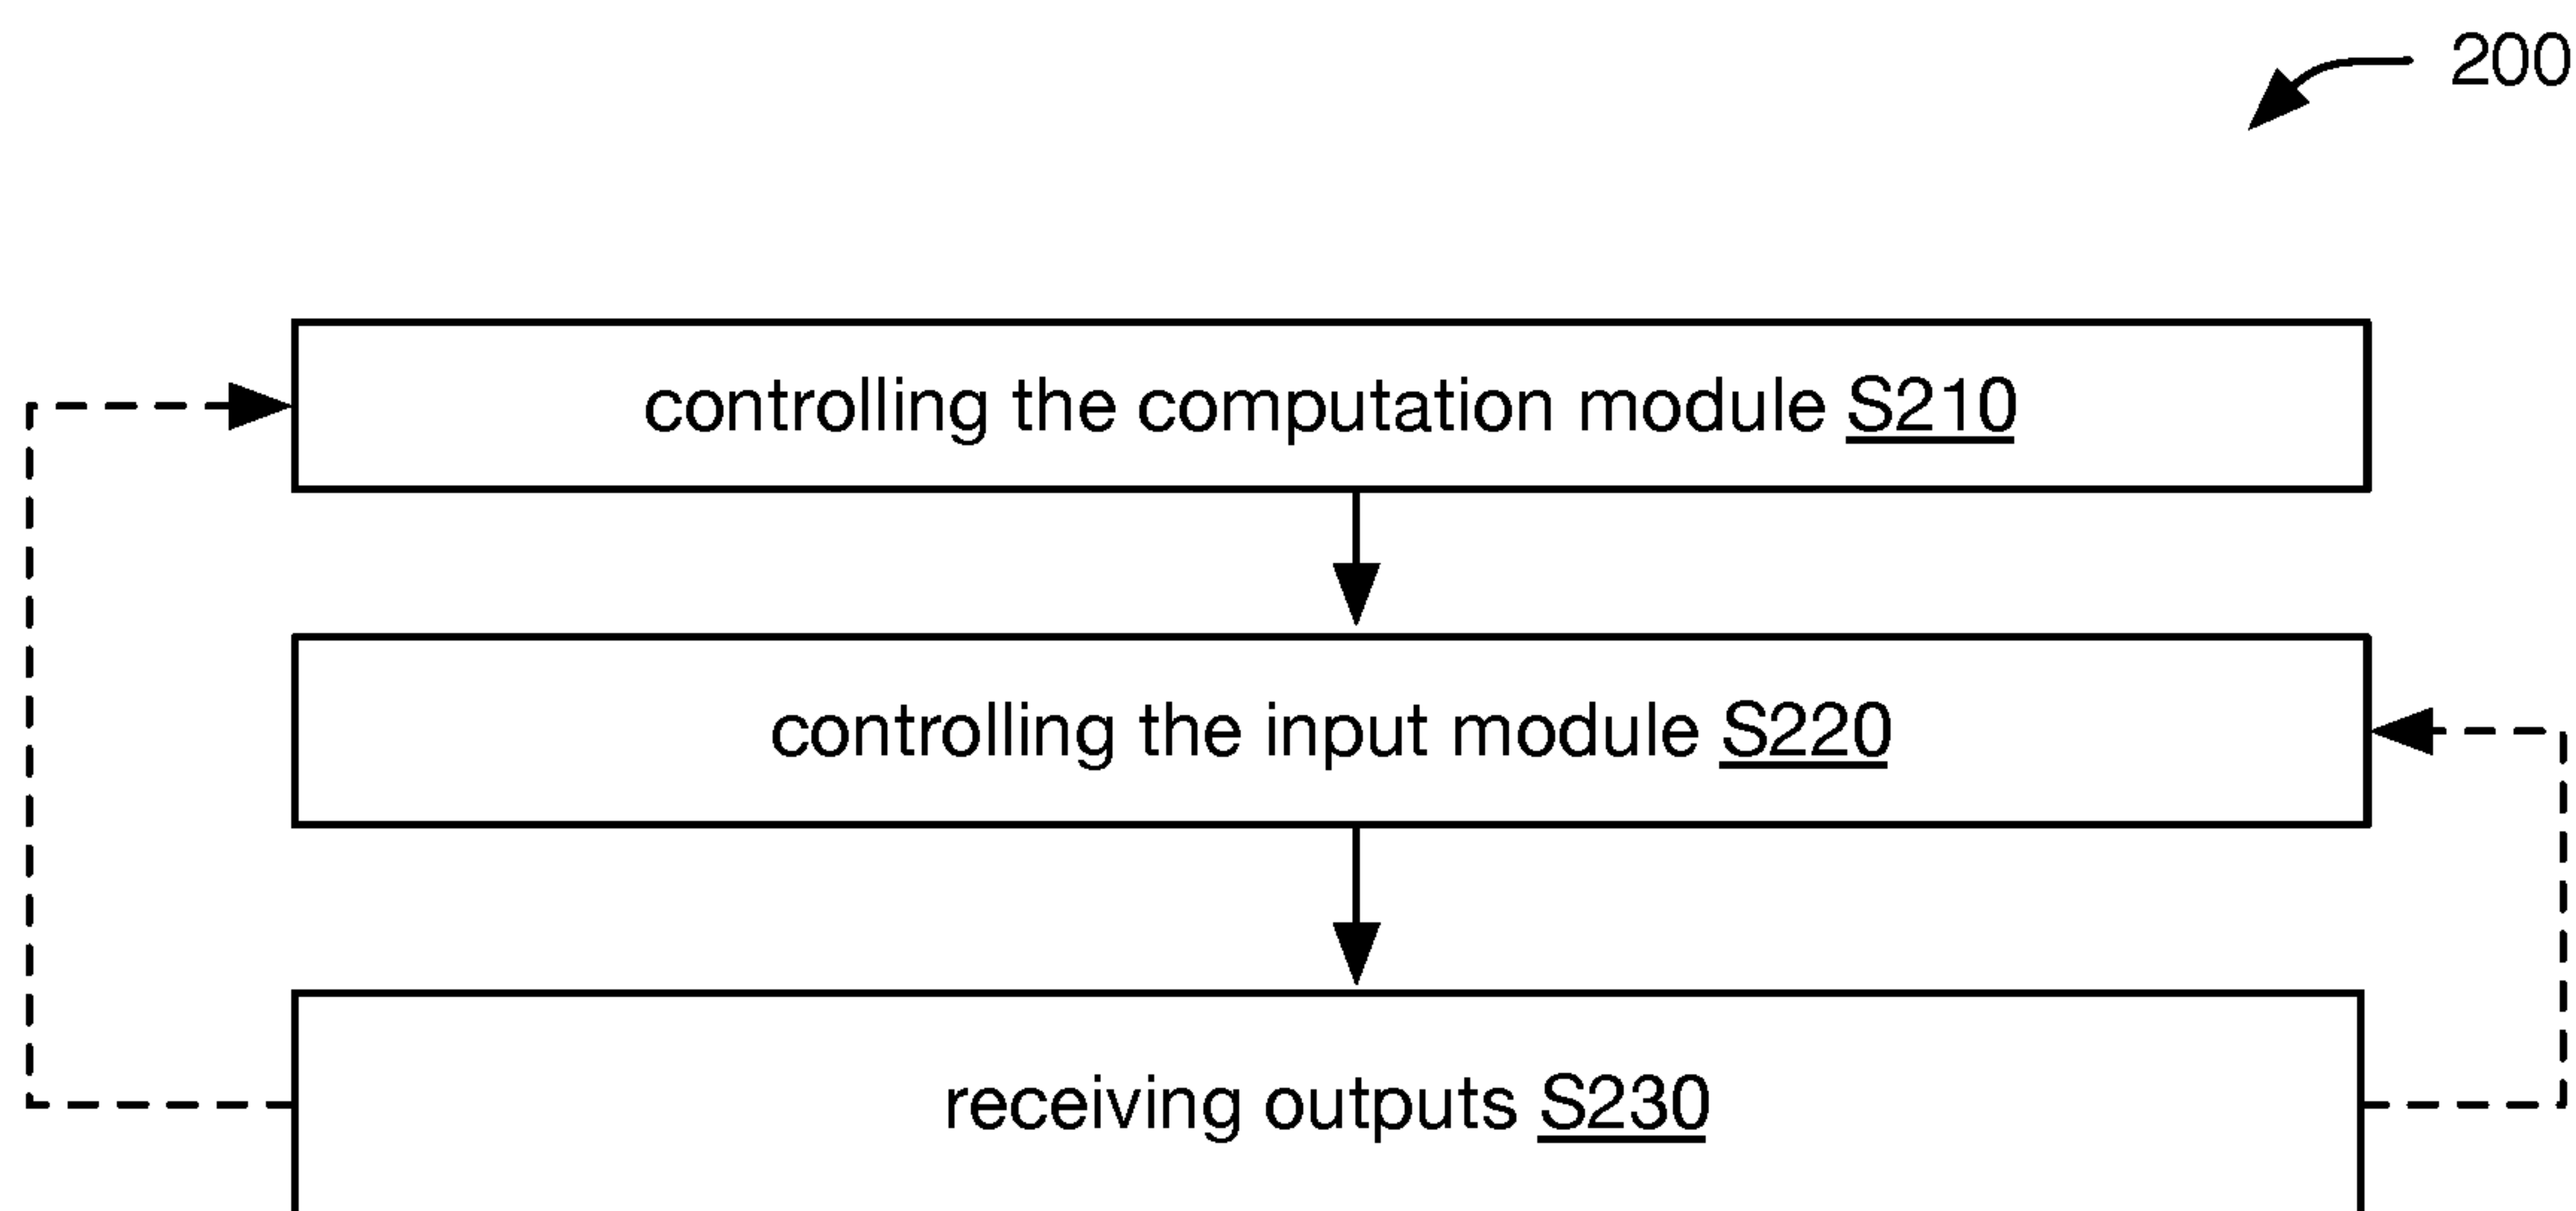 200
controlling the computation module S210
controlling the input module S220
receiving outputs S230